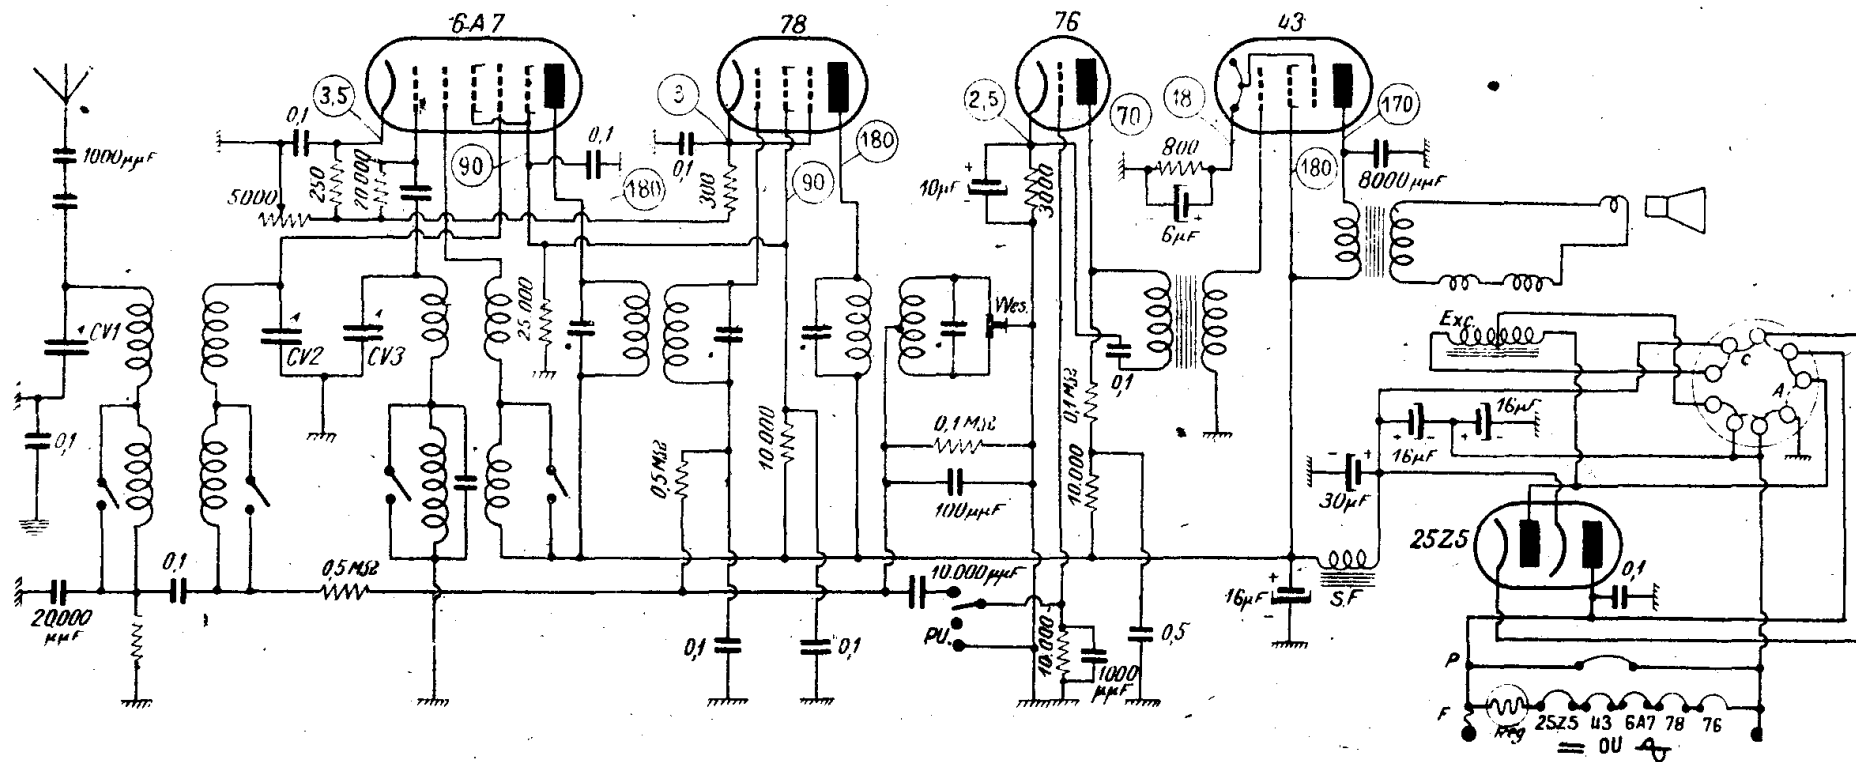 6A7
78
76
43
3,5
3
2,5
18
170
70
0,1
0,1
0,1
90
180
90
180
180
1000µµF
5000
250
20.000
300
10µF
3000
800
6µF
8000µµF
CV1
CV2
CV3
25.000
Wes.
0,1
Exc.
C
A
0,1
0,5 MΩ
10.000
0,1 MΩ
100µµF
0,1 MΩ
10.000
16µF
16µF
30µF
25Z5
0,1
0,1
0,5 MΩ
10.000µµF
16µF
S.F
20.000
µµF
0,1
0,1
PU.
10.000
1000
µµF
0,5
P
F
Rég
25Z5
43
6A7
78
76
= OU